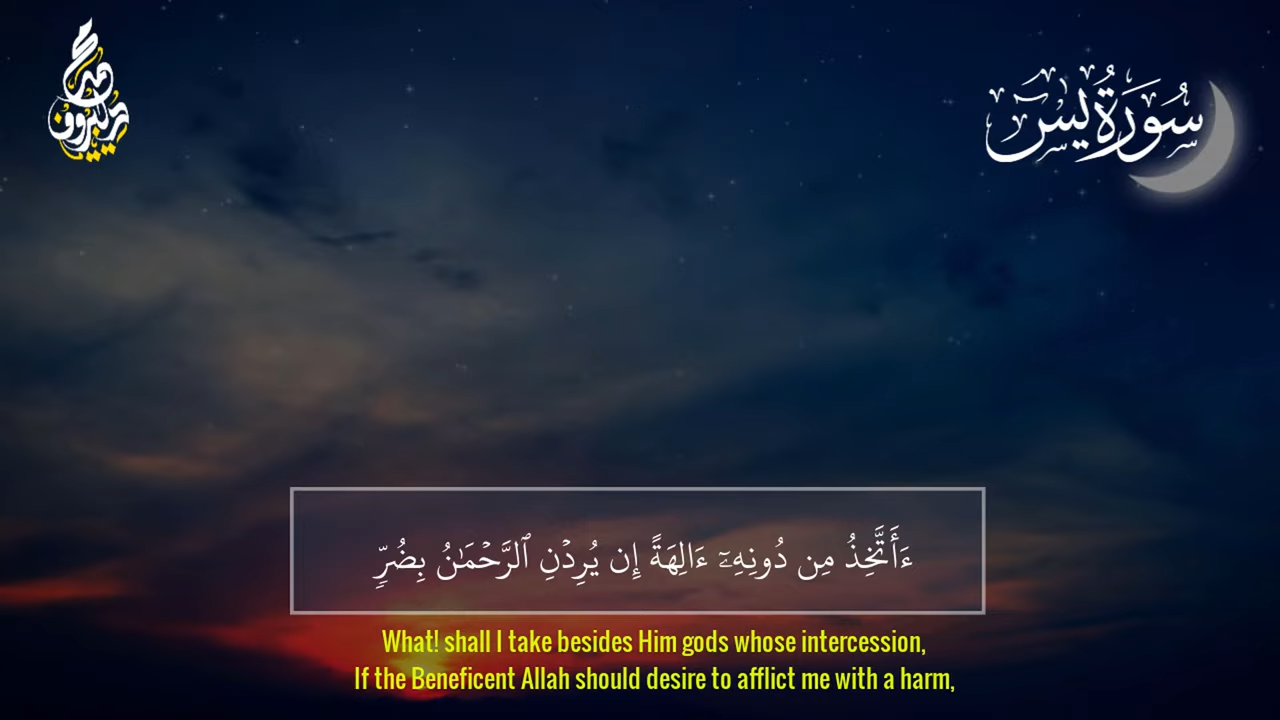 سُورَةُ يسٓ
ءَأَتَّخِذُ مِن دُونِهِۦٓ ءَالِهَةً إِن يُرِدۡنِ ٱلرَّحۡمَـٰنُ بِضُرࣲّ
What! shall I take besides Him gods whose intercession,
If the Beneficent Allah should desire to afflict me with a harm,